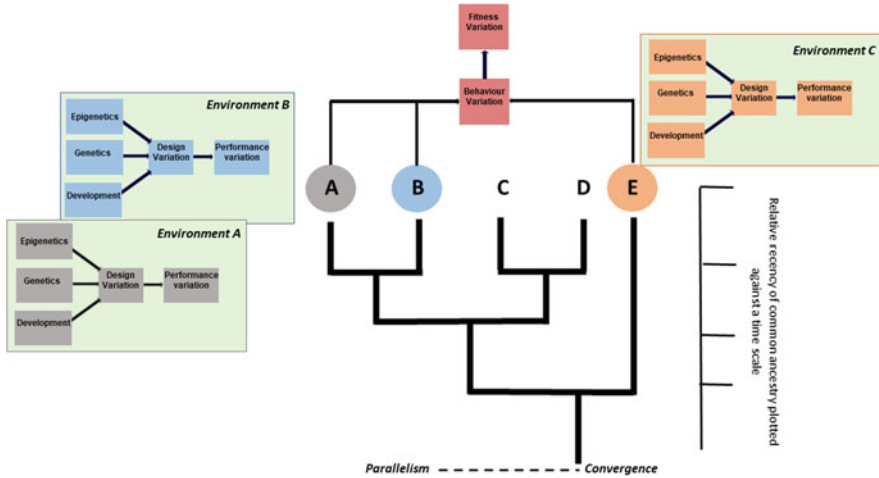 Fitness
Variation
Behaviour
Variation
Environment C
Epigenetics
Genetics
Development
Design
Variation
Performance
variation
Environment B
Epigenetics
Genetics
Development
Design
Variation
Performance
variation
Environment A
Epigenetics
Genetics
Development
Design
Variation
Performance
variation
A
B
C
D
E
Relative recency of common ancestry plotted
against a time scale
Parallelism
Convergence